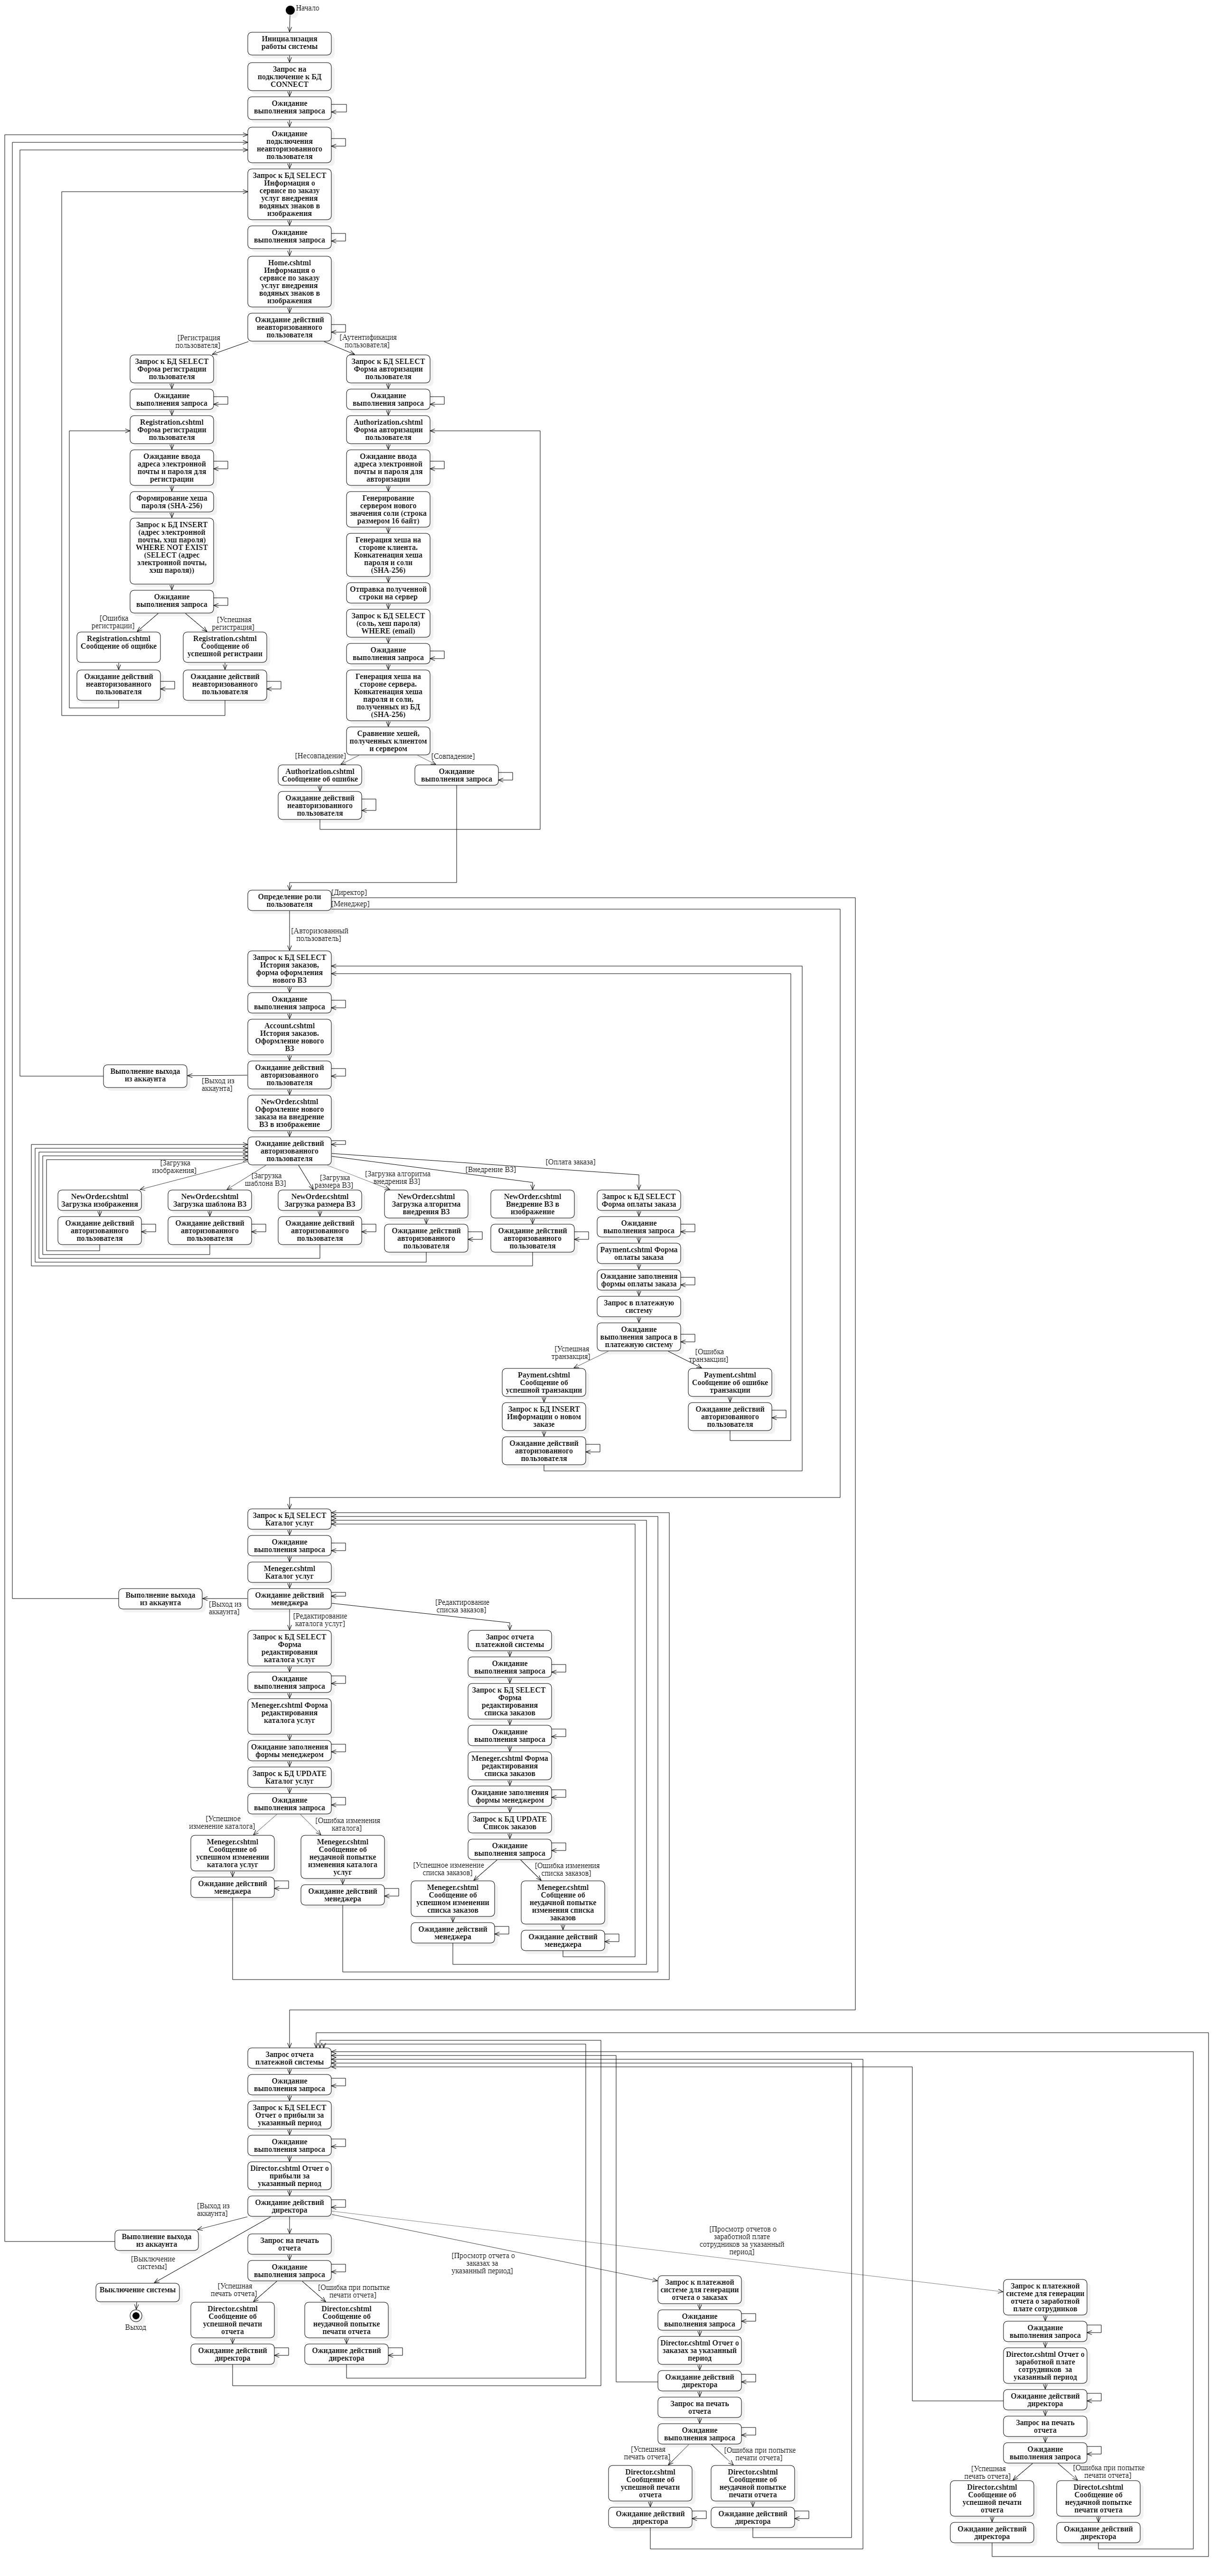 Начало
Инициализация
работы системы
Запрос на
подключение к БД
CONNECT
Ожидание
выполнения запроса
Ожидание
подключения
неавторизованного
пользователя
Запрос к БД SELECT
Информация о
сервисе по заказу
услуг внедрения
водяных знаков в
изображения
Ожидание
выполнения запроса
Home.cshtml
Информация о
сервисе по заказу
услуг внедрения
водяных знаков в
изображения
Ожидание действий
неавторизованного
пользователя
[Регистрация
пользователя]
[Аутентификация
пользователя]
Запрос к БД SELECT
Форма регистрации
пользователя
Ожидание
выполнения запроса
Registration.cshtml
Форма регистрации
пользователя
Ожидание ввода
адреса электронной
почты и пароля для
регистрации
Формирование хеша
пароля (SHA-256)
Запрос к БД INSERT
(адрес электронной
почты, хэш пароля)
WHERE NOT EXIST
(SELECT (адрес
электронной почты,
хэш пароля))
Ожидание
выполнения запроса
[Ошибка
регистрации]
[Успешная
регистрация]
Registration.cshtml
Сообщение об ошибке
Registration.cshtml
Сообщение об
успешной регистраии
Ожидание действий
неавторизованного
пользователя
Ожидание действий
неавторизованного
пользователя
Запрос к БД SELECT
Форма авторизации
пользователя
Ожидание
выполнения запроса
Authorization.cshtml
Форма авторизации
пользователя
Ожидание ввода
адреса электронной
почты и пароля для
авторизации
Генерирование
сервером нового
значения соли (строка
размером 16 байт)
Генерация хеша на
стороне клиента.
Конкатенация хеша
пароля и соли
(SHA-256)
Отправка полученной
строки на сервер
Запрос к БД SELECT
(соль, хеш пароля)
WHERE (email)
Ожидание
выполнения запроса
Генерация хеша на
стороне сервера.
Конкатенация хеша
пароля и соли,
полученных из БД
(SHA-256)
Сравнение хешей,
полученных клиентом
и сервером
[Несовпадение]
[Совпадение]
Authorization.cshtml
Сообщение об ошибке
Ожидание
выполнения запроса
Ожидание действий
неавторизованного
пользователя
Определение роли
пользователя
[Директор]
[Менеджер]
[Авторизованный
пользователь]
Запрос к БД SELECT
История заказов,
форма оформления
нового ВЗ
Ожидание
выполнения запроса
Account.cshtml
История заказов.
Оформление нового
ВЗ
Ожидание действий
авторизованного
пользователя
[Выход из
аккаунта]
Выполнение выхода
из аккаунта
NewOrder.cshtml
Оформление нового
заказа на внедрение
ВЗ в изображение
Ожидание действий
авторизованного
пользователя
[Загрузка
изображения]
[Загрузка
шаблона ВЗ]
[Загрузка
размера ВЗ]
[Загрузка алгоритма
внедрения ВЗ]
[Внедрение ВЗ]
[Оплата заказа]
NewOrder.cshtml
Загрузка изображения
NewOrder.cshtml
Загрузка шаблона ВЗ
NewOrder.cshtml
Загрузка размера ВЗ
NewOrder.cshtml
Загрузка алгоритма
внедрения ВЗ
NewOrder.cshtml
Внедрение ВЗ в
изображение
Ожидание действий
авторизованного
пользователя
Ожидание действий
авторизованного
пользователя
Ожидание действий
авторизованного
пользователя
Ожидание действий
авторизованного
пользователя
Ожидание действий
авторизованного
пользователя
Запрос к БД SELECT
Форма оплаты заказа
Ожидание
выполнения запроса
Payment.cshtml Форма
оплаты заказа
Ожидание заполнения
формы оплаты заказа
Запрос в платежную
систему
Ожидание
выполнения запроса в
платежную систему
[Успешная
транзакция]
[Ошибка
транзакции]
Payment.cshtml
Сообщение об
успешной транзакции
Payment.cshtml
Сообщение об ошибке
транзакции
Запрос к БД INSERT
Информации о новом
заказе
Ожидание действий
авторизованного
пользователя
Ожидание действий
авторизованного
пользователя
Запрос к БД SELECT
Каталог услуг
Ожидание
выполнения запроса
Meneger.cshtml
Каталог услуг
Ожидание действий
менеджера
Выполнение выхода
из аккаунта
[Выход из
аккаунта]
[Редактирование
каталога услуг]
[Редактирование
списка заказов]
Запрос к БД SELECT
Форма
редактирования
каталога услуг
Ожидание
выполнения запроса
Meneger.cshtml Форма
редактирования
каталога услуг
Ожидание заполнения
формы менеджером
Запрос к БД UPDATE
Каталог услуг
Ожидание
выполнения запроса
[Успешное
изменение каталога]
[Ошибка изменения
каталога]
Meneger.cshtml
Сообщение об
успешном изменении
каталога услуг
Meneger.cshtml
Сообщение об
неудачной попытке
изменения каталога
услуг
Ожидание действий
менеджера
Ожидание действий
менеджера
Запрос отчета
платежной системы
Ожидание
выполнения запроса
Запрос к БД SELECT
Форма
редактирования
списка заказов
Ожидание
выполнения запроса
Meneger.cshtml Форма
редактирования
списка заказов
Ожидание заполнения
формы менеджером
Запрос к БД UPDATE
Список заказов
Ожидание
выполнения запроса
[Успешное изменение
списка заказов]
[Ошибка изменения
списка заказов]
Meneger.cshtml
Сообщение об
успешном изменении
списка заказов
Meneger.cshtml
Собщение об
неудачной попытке
изменения списка
заказов
Ожидание действий
менеджера
Ожидание действий
менеджера
Запрос отчета
платежной системы
Ожидание
выполнения запроса
Запрос к БД SELECT
Отчет о прибыли за
указанный период
Ожидание
выполнения запроса
Director.cshtml Отчет о
прибыли за
указанный период
Ожидание действий
директора
[Выход из
аккаунта]
Выполнение выхода
из аккаунта
[Выключение
системы]
Выключение системы
Выход
Запрос на печать
отчета
Ожидание
выполнения запроса
[Успешная
печать отчета]
[Ошибка при попытке
печати отчета]
Director.cshtml
Сообщение об
успешной печати
отчета
Director.cshtml
Сообщение об
неудачной попытке
печати отчета
Ожидание действий
директора
Ожидание действий
директора
[Просмотр отчета о
заказах за
указанный период]
Запрос к платежной
системе для генерации
отчета о заказах
Ожидание
выполнения запроса
Director.cshtml Отчет о
заказах за указанный
период
Ожидание действий
директора
Запрос на печать
отчета
Ожидание
выполнения запроса
[Успешная
печать отчета]
[Ошибка при попытке
печати отчета]
Director.cshtml
Сообщение об
успешной печати
отчета
Director.cshtml
Сообщение об
неудачной попытке
печати отчета
Ожидание действий
директора
Ожидание действий
директора
[Просмотр отчетов о
заработной плате
сотрудников за указанный
период]
Запрос к платежной
системе для генерации
отчета о заработной
плате сотрудников
Ожидание
выполнения запроса
Director.cshtml Отчет о
заработной плате
сотрудников за
указанный период
Ожидание действий
директора
Запрос на печать
отчета
Ожидание
выполнения запроса
[Успешная
печать отчета]
[Ошибка при попытке
печати отчета]
Director.cshtml
Сообщение об
успешной печати
отчета
Directot.cshtml
Сообщение об
неудачной попытке
печати отчета
Ожидание действий
директора
Ожидание действий
директора